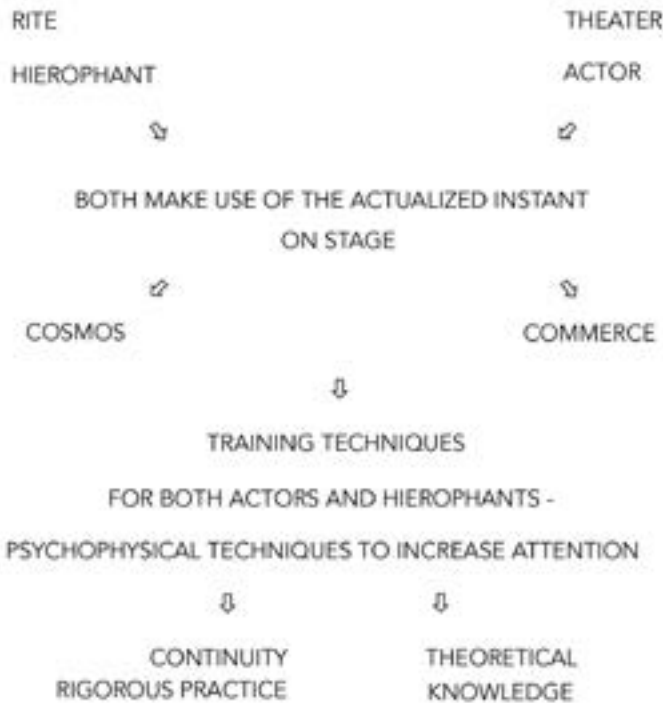 RITE THEATER
HIEROPHANT ACTOR
BOTH MAKE USE OF THE ACTUALIZED INSTANT
ON STAGE
COSMOS COMMERCE
TRAINING TECHNIQUES
FOR BOTH ACTORS AND HIEROPHANTS -
PSYCHOPHYSICAL TECHNIQUES TO INCREASE ATTENTION
CONTINUITY THEORETICAL
RIGOROUS PRACTICE KNOWLEDGE